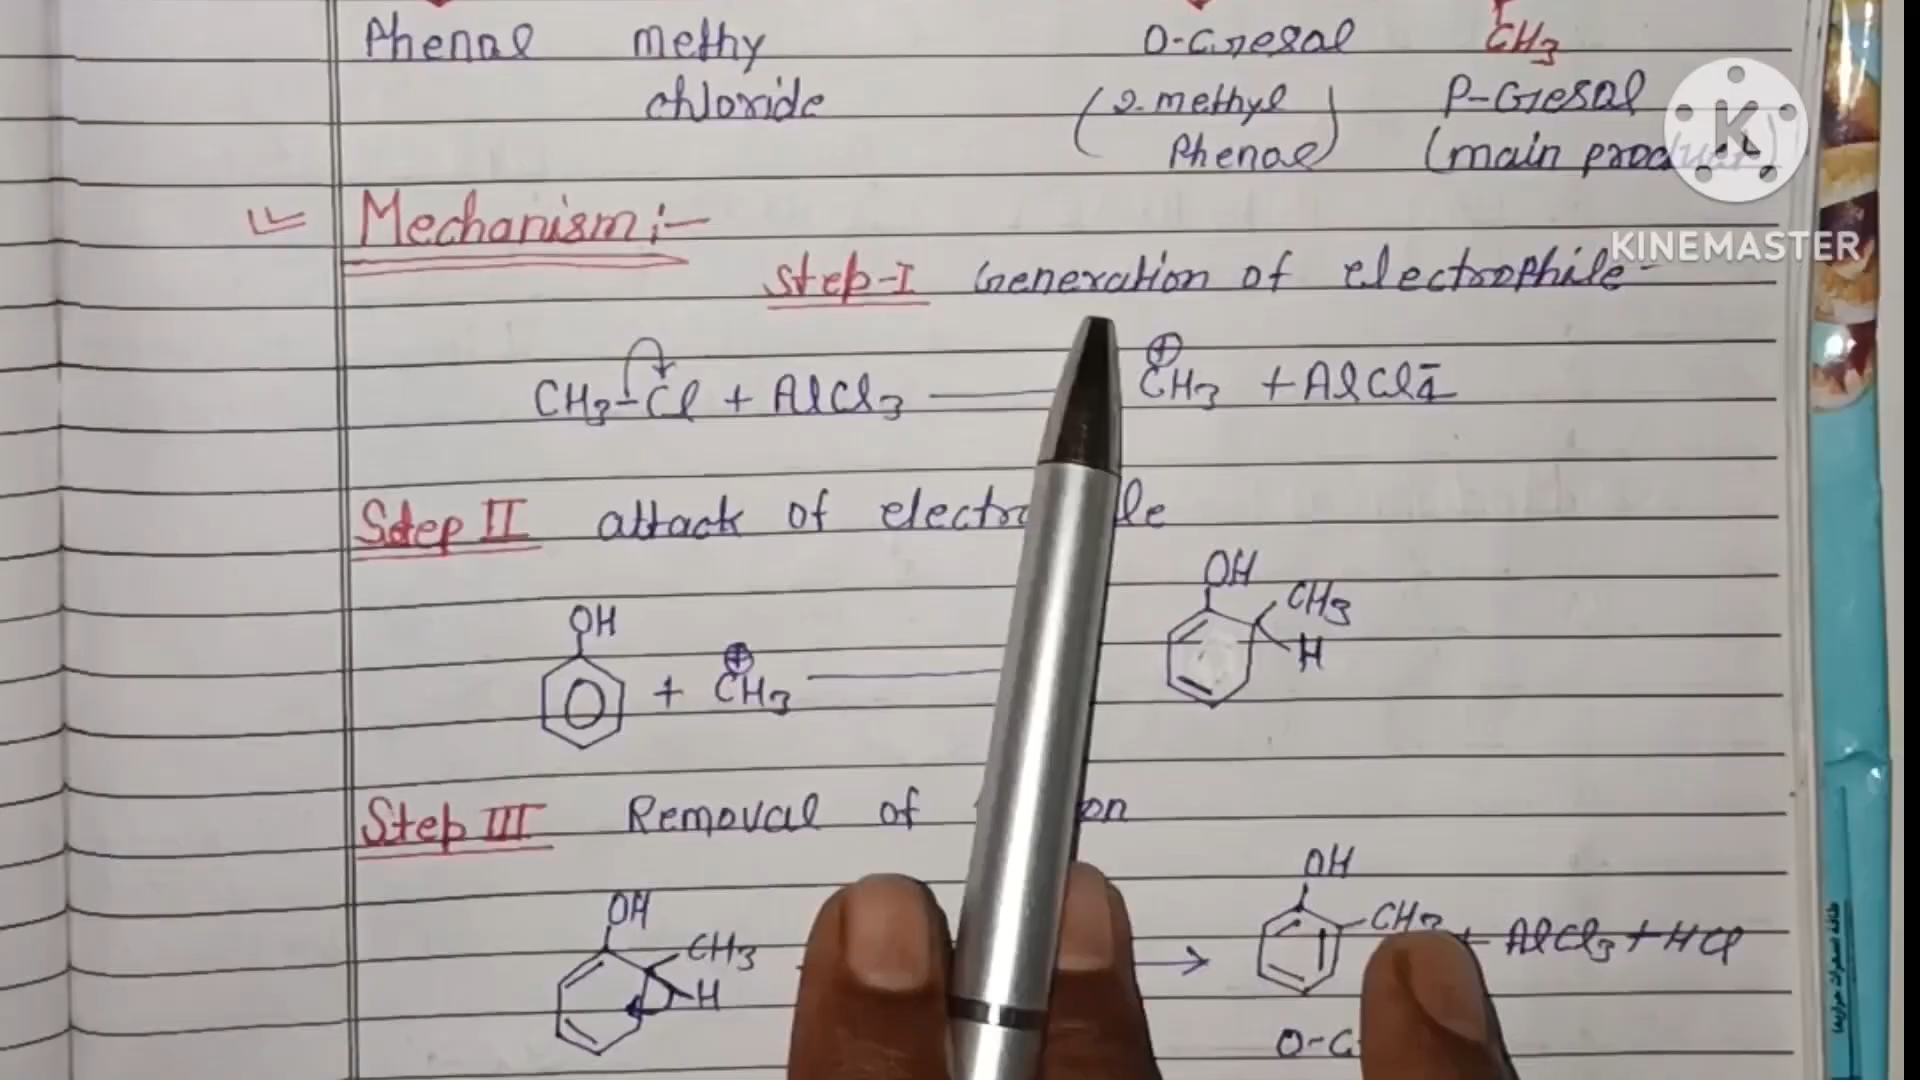 Phenol methy O-Cresol CH3
chloride (2-methyl P-Cresol
Phenol) (main product)
K
KINEMASTER
Mechanism:-
Step-I Generation of electrophile-
CH3-Cl + AlCl3 ⊕CH3 + AlCl4-
Sdep II attack of electro le
OH
CH3
H
OH
+ ⊕CH3
Step III Removal of on
OH
CH3
H
OH
CH3 + AlCl3 + HCl
O-C